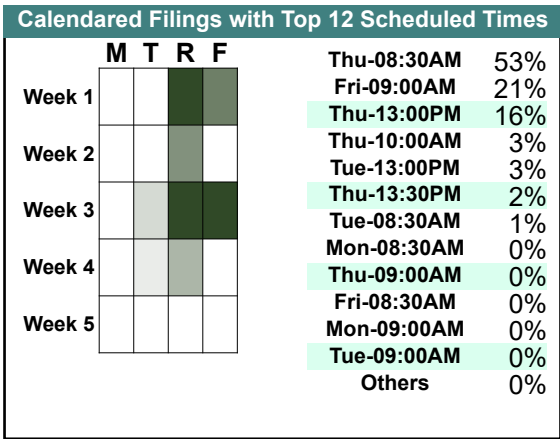 Calendared Filings with Top 12 Scheduled Times
M T R F
Week 1
Week 2
Week 3
Week 4
Week 5
Thu-08:30AM 53%
Fri-09:00AM 21%
Thu-13:00PM 16%
Thu-10:00AM 3%
Tue-13:00PM 3%
Thu-13:30PM 2%
Tue-08:30AM 1%
Mon-08:30AM 0%
Thu-09:00AM 0%
Fri-08:30AM 0%
Mon-09:00AM 0%
Tue-09:00AM 0%
Others 0%